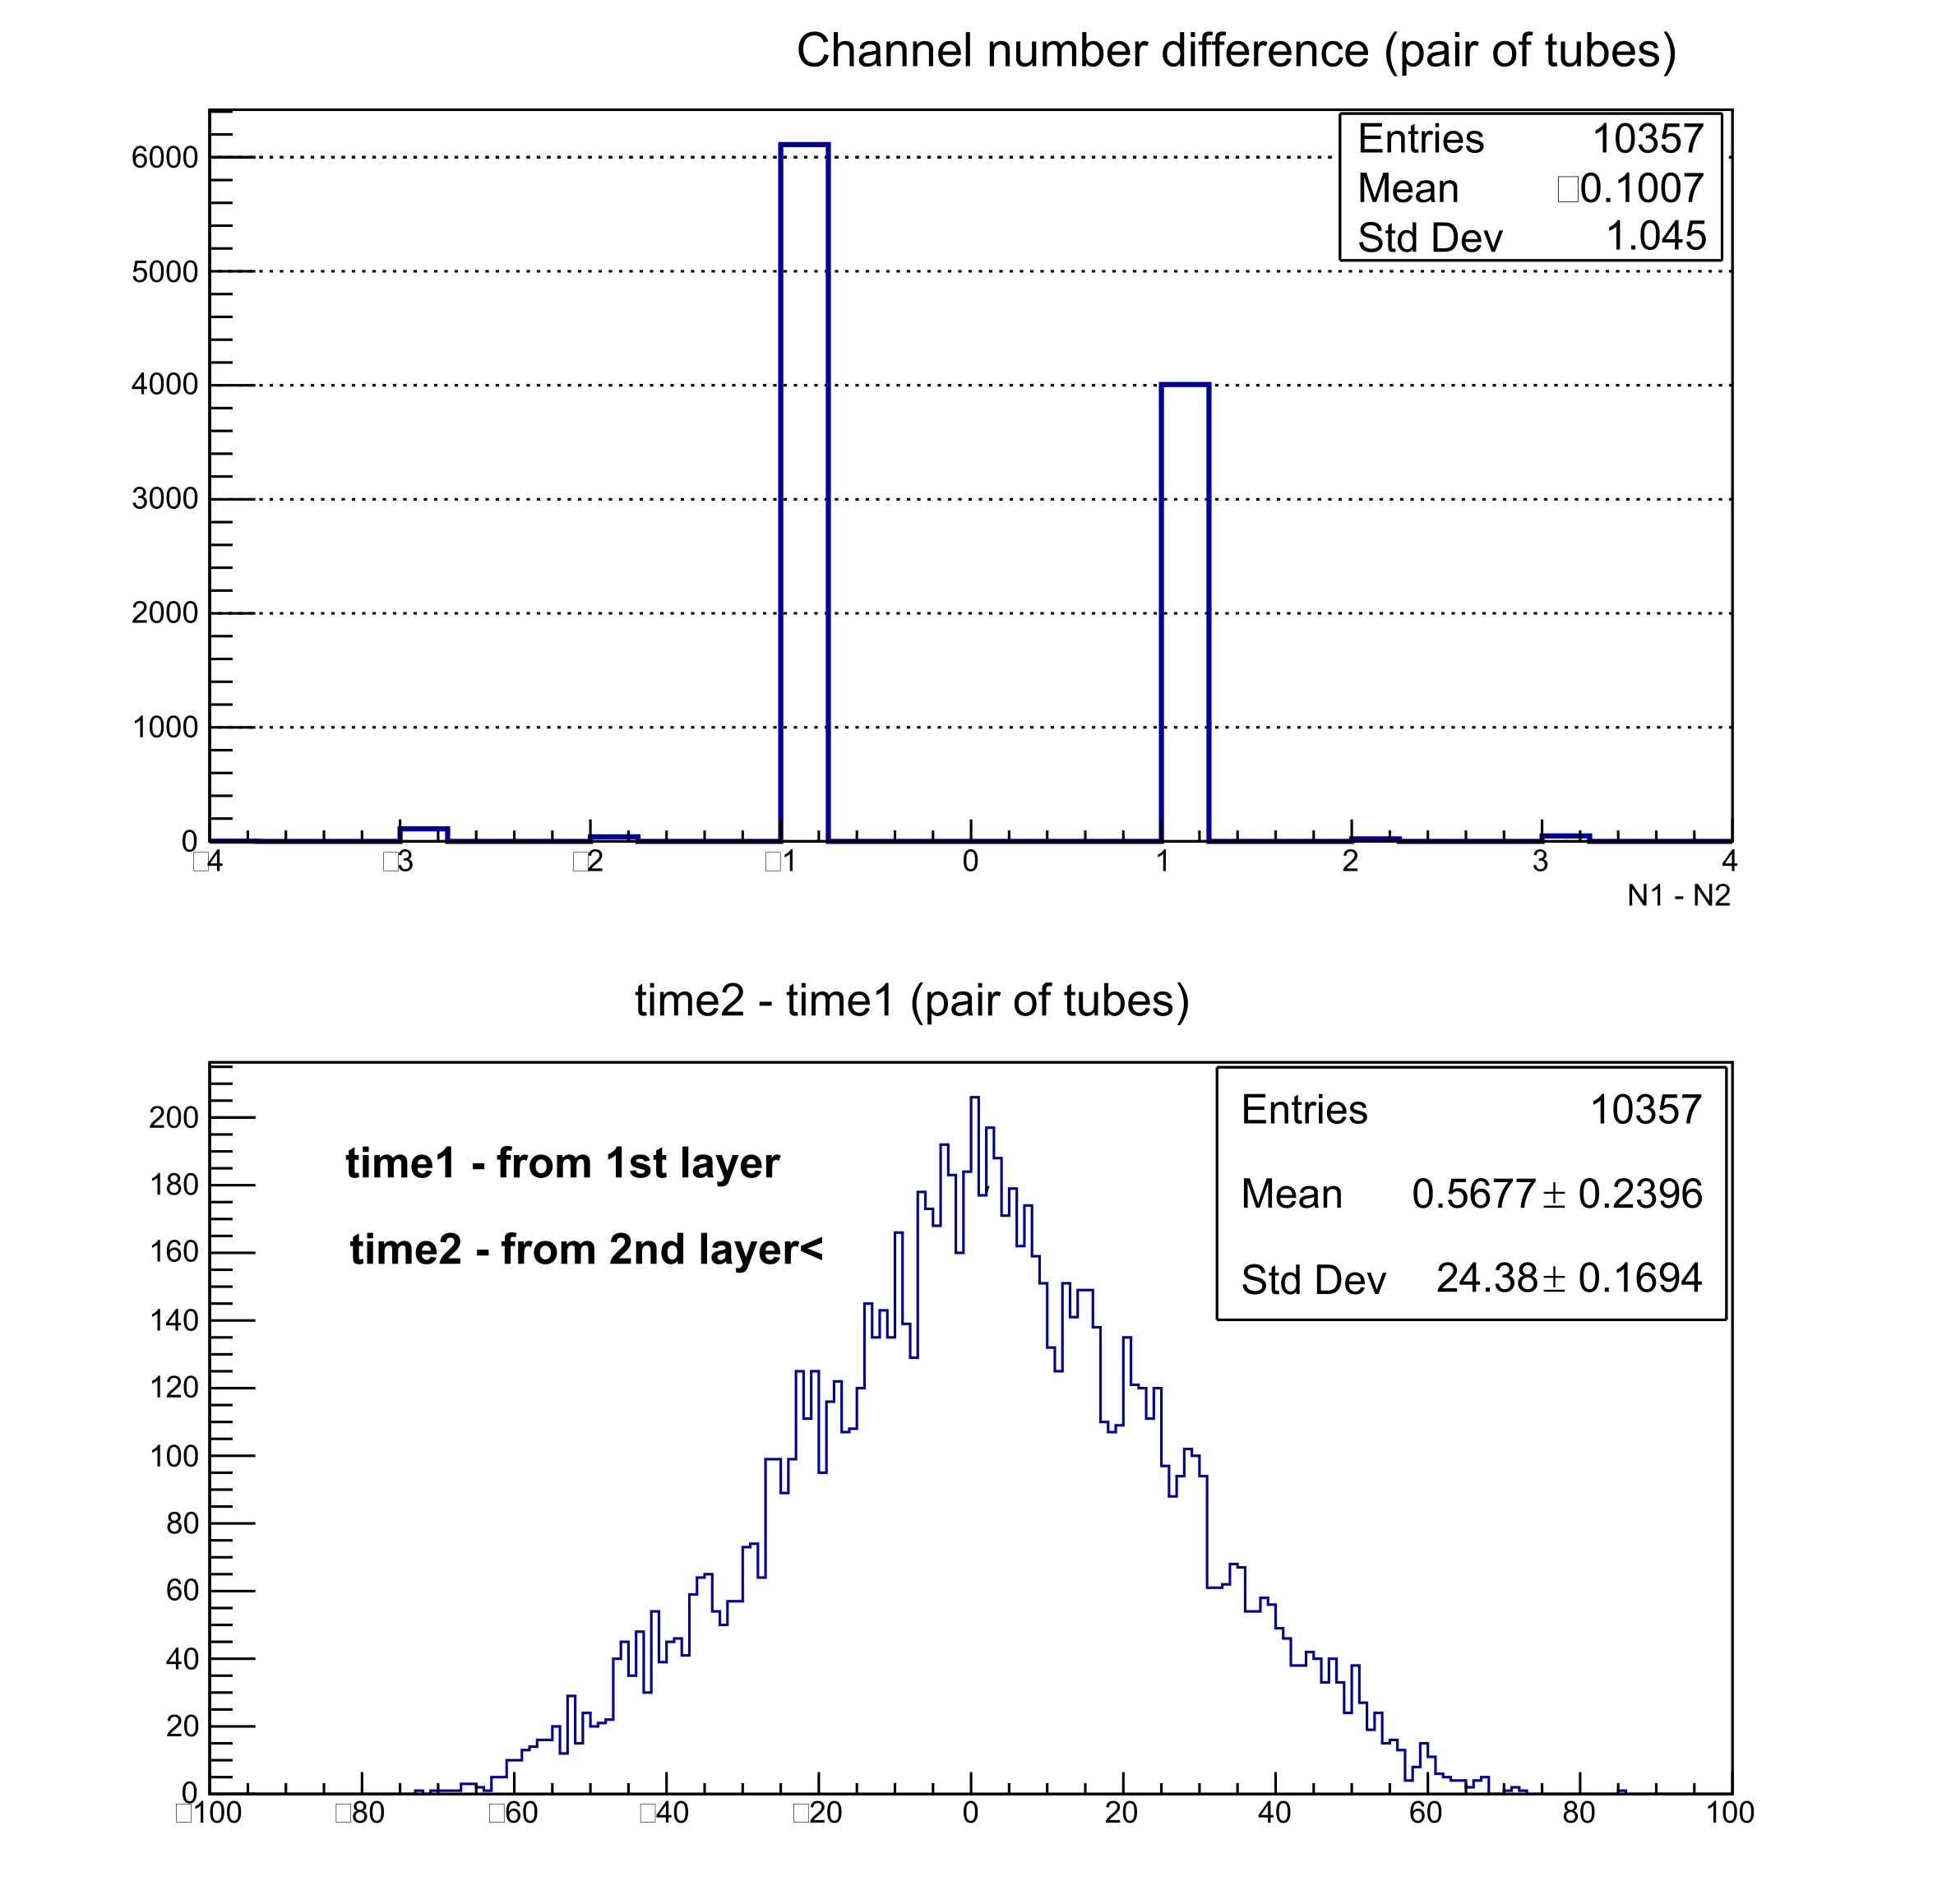 Channel number difference (pair of tubes)
Entries 10357
Mean □0.1007
Std Dev 1.045
6000
5000
4000
3000
2000
1000
0
□4 □3 □2 □1 0 1 2 3 4
N1 - N2
time2 - time1 (pair of tubes)
Entries 10357
Mean 0.5677± 0.2396
Std Dev 24.38± 0.1694
time1 - from 1st layer
time2 - from 2nd layer<
200
180
160
140
120
100
80
60
40
20
0
□100 □80 □60 □40 □20 0 20 40 60 80 100